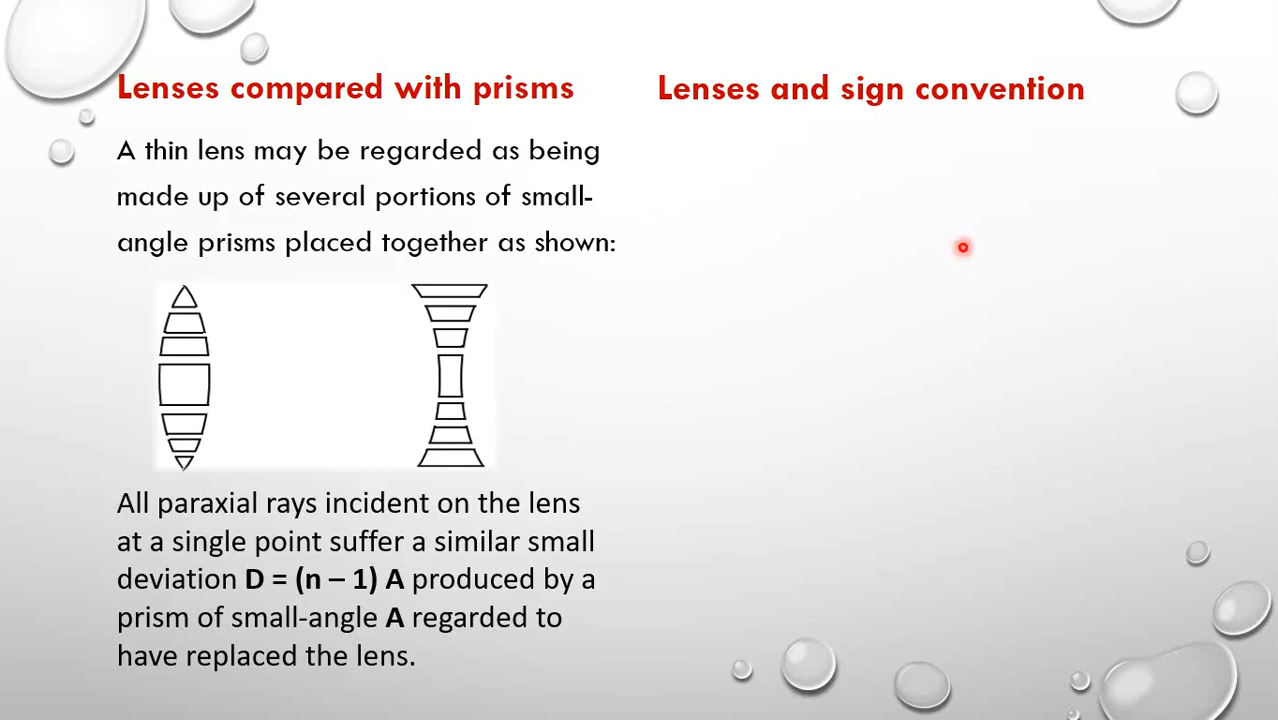 Lenses compared with prisms
A thin lens may be regarded as being
made up of several portions of small-
angle prisms placed together as shown:
All paraxial rays incident on the lens
at a single point suffer a similar small
deviation D = (n – 1) A produced by a
prism of small-angle A regarded to
have replaced the lens.
Lenses and sign convention